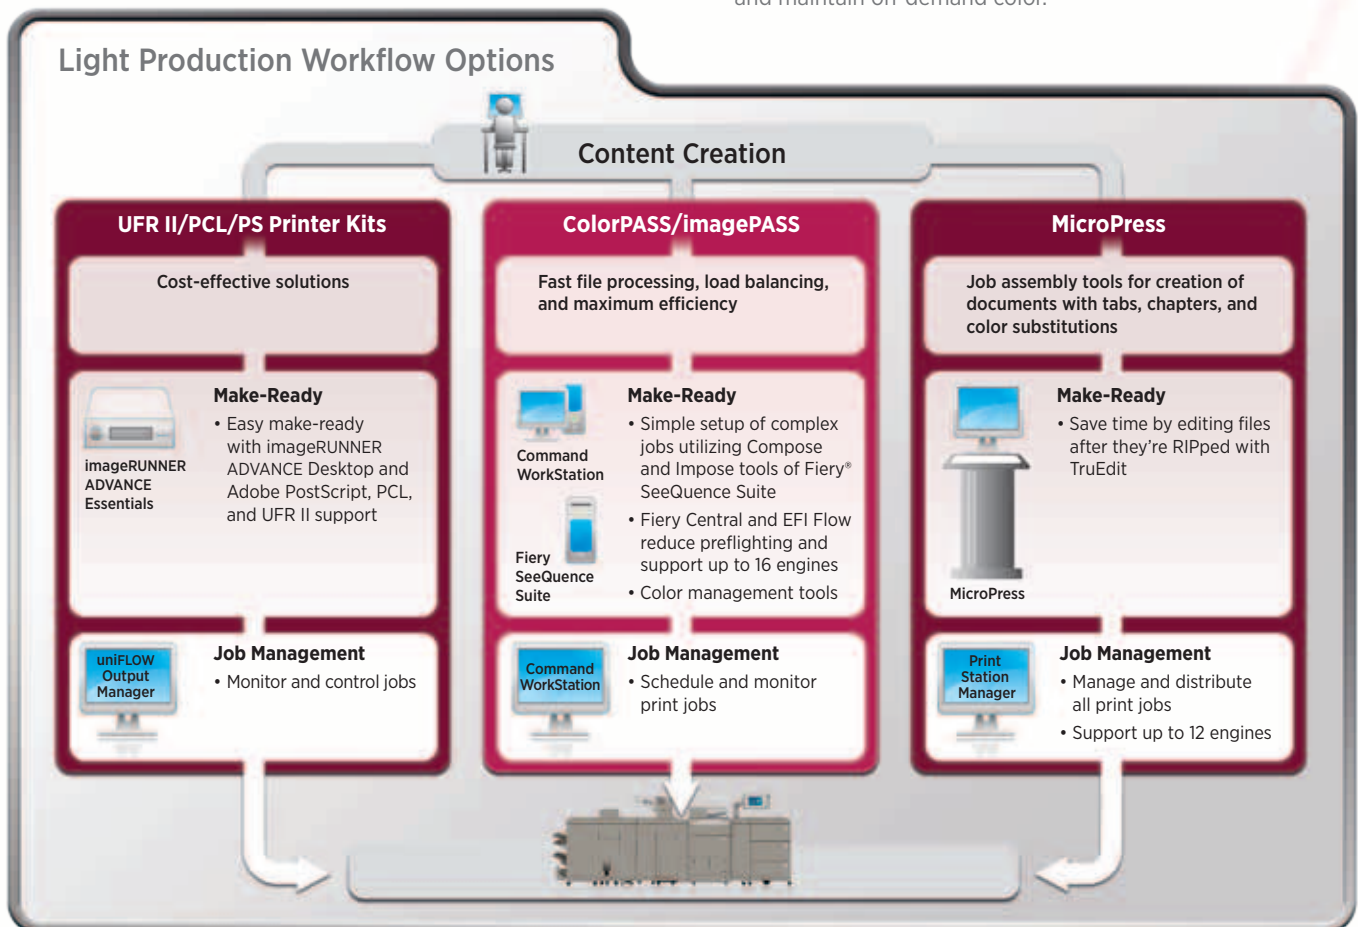 and maintain on-demand color.
Light Production Workflow Options
Content Creation
UFR II/PCL/PS Printer Kits
Cost-effective solutions
imageRUNNER
ADVANCE
Essentials
Make-Ready
• Easy make-ready
with imageRUNNER
ADVANCE Desktop and
Adobe PostScript, PCL,
and UFR II support
uniFLOW
Output
Manager
Job Management
• Monitor and control jobs
ColorPASS/imagePASS
Fast file processing, load balancing,
and maximum efficiency
Command
WorkStation
Fiery
SeeQuence
Suite
Make-Ready
• Simple setup of complex
jobs utilizing Compose
and Impose tools of Fiery®
SeeQuence Suite
• Fiery Central and EFI Flow
reduce preflighting and
support up to 16 engines
• Color management tools
Command
WorkStation
Job Management
• Schedule and monitor
print jobs
MicroPress
Job assembly tools for creation of
documents with tabs, chapters, and
color substitutions
MicroPress
Make-Ready
• Save time by editing files
after they're RIPped with
TruEdit
Print
Station
Manager
Job Management
• Manage and distribute
all print jobs
• Support up to 12 engines